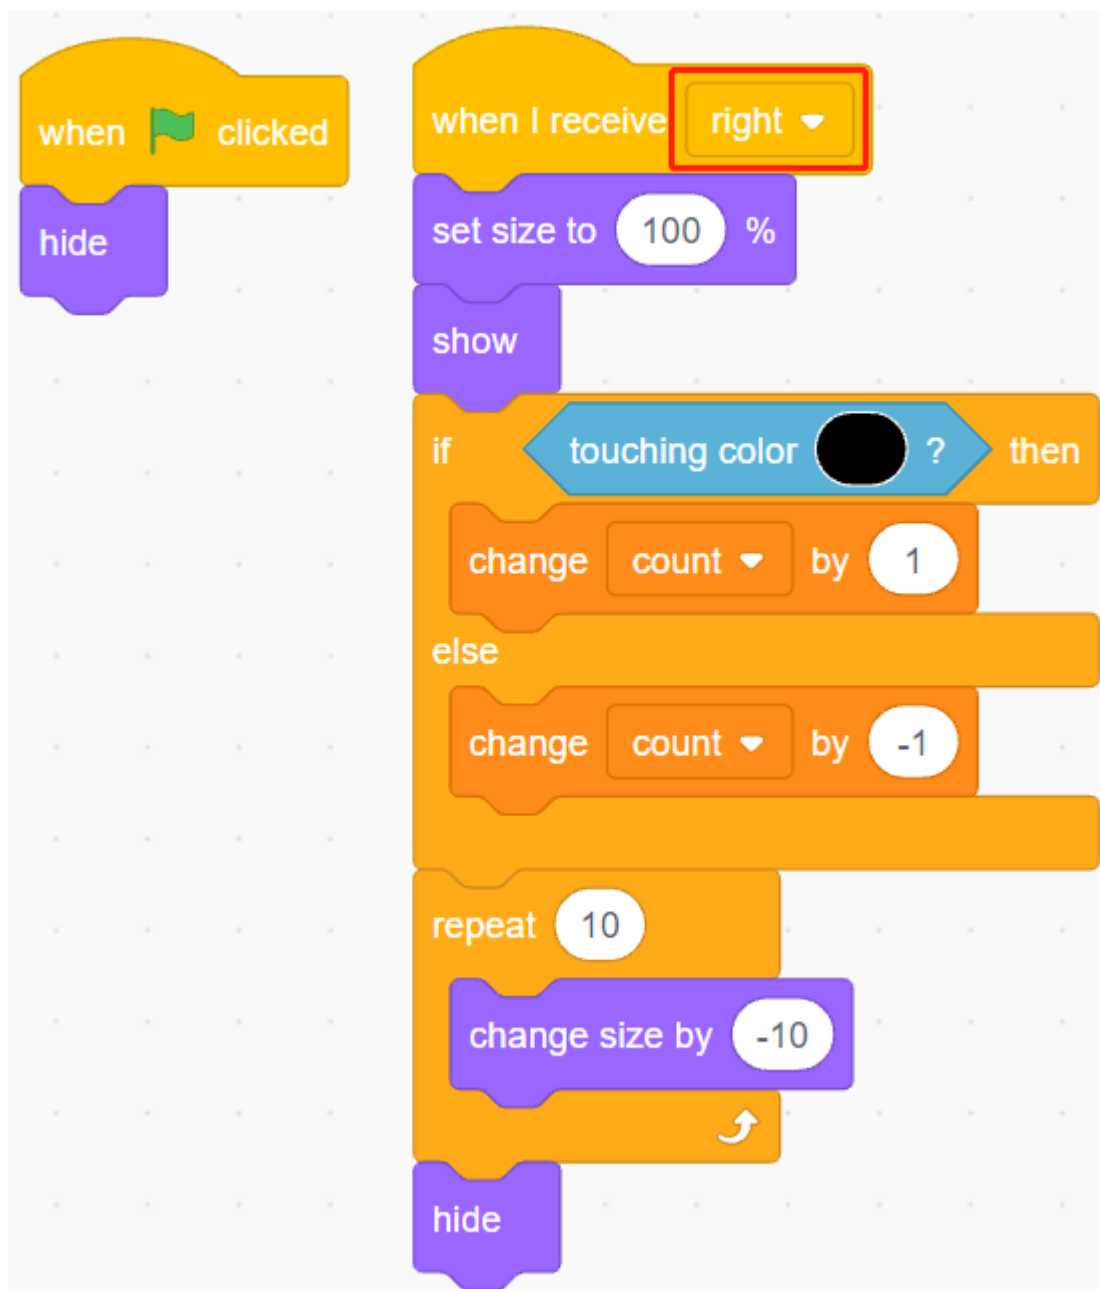 when clicked
hide
when I receive right
set size to 100 %
show
if touching color ? then
change count by 1
else
change count by -1
repeat 10
change size by -10
hide